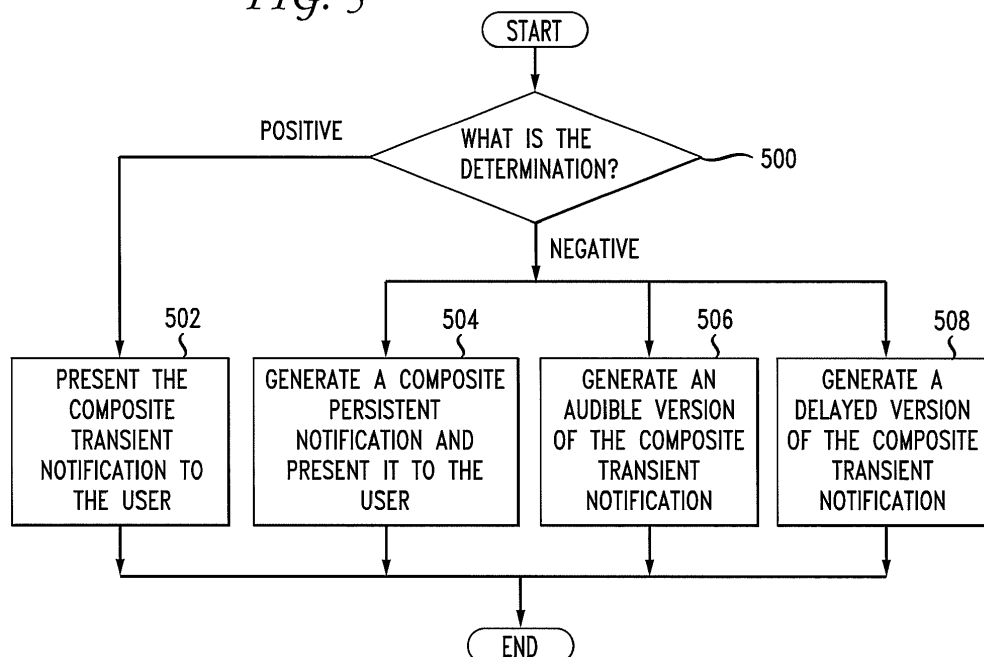 FIG. 5
START
WHAT IS THE
DETERMINATION?
POSITIVE
500
NEGATIVE
502
504
506
508
PRESENT THE
COMPOSITE
TRANSIENT
NOTIFICATION TO
THE USER
GENERATE A COMPOSITE
PERSISTENT
NOTIFICATION AND
PRESENT IT TO THE
USER
GENERATE AN
AUDIBLE VERSION
OF THE COMPOSITE
TRANSIENT
NOTIFICATION
GENERATE A
DELAYED VERSION
OF THE COMPOSITE
TRANSIENT
NOTIFICATION
END